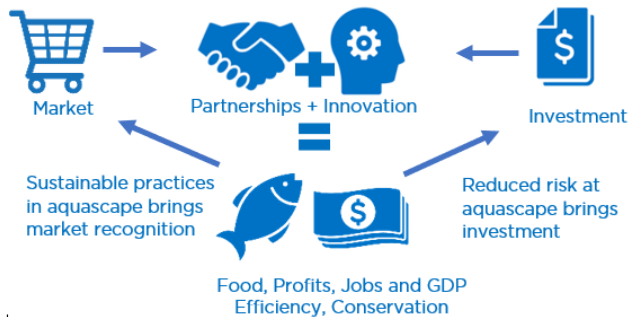 $
Market
Partnerships + Innovation
Investment
Sustainable practices
in aquascape brings
market recognition
$
Reduced risk at
aquascape brings
investment
Food, Profits, Jobs and GDP
Efficiency, Conservation